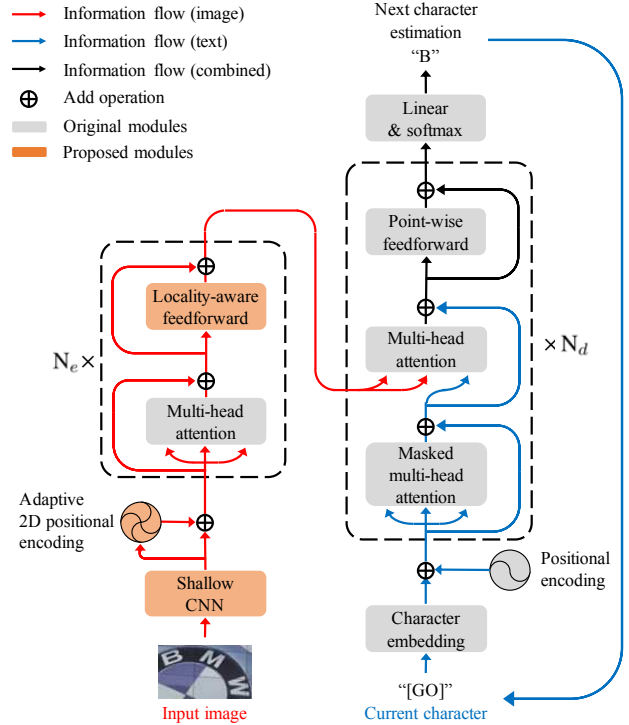 Information flow (image)
Information flow (text)
Information flow (combined)
Add operation
Original modules
Proposed modules
Next character
estimation
“B”
Linear
& softmax
Point-wise
feedforward
Multi-head
attention
× N_d
Masked
multi-head
attention
Positional
encoding
Character
embedding
“[GO]”
Current character
Locality-aware
feedforward
N_e ×
Multi-head
attention
Adaptive
2D positional
encoding
Shallow
CNN
BMW
Input image